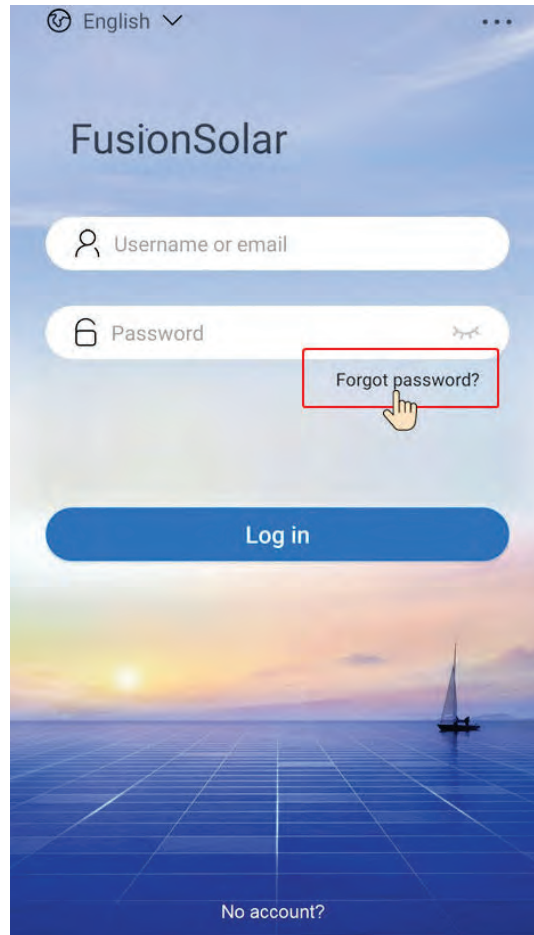 English
FusionSolar
Username or email
Password
Forgot password?
Log in
No account?